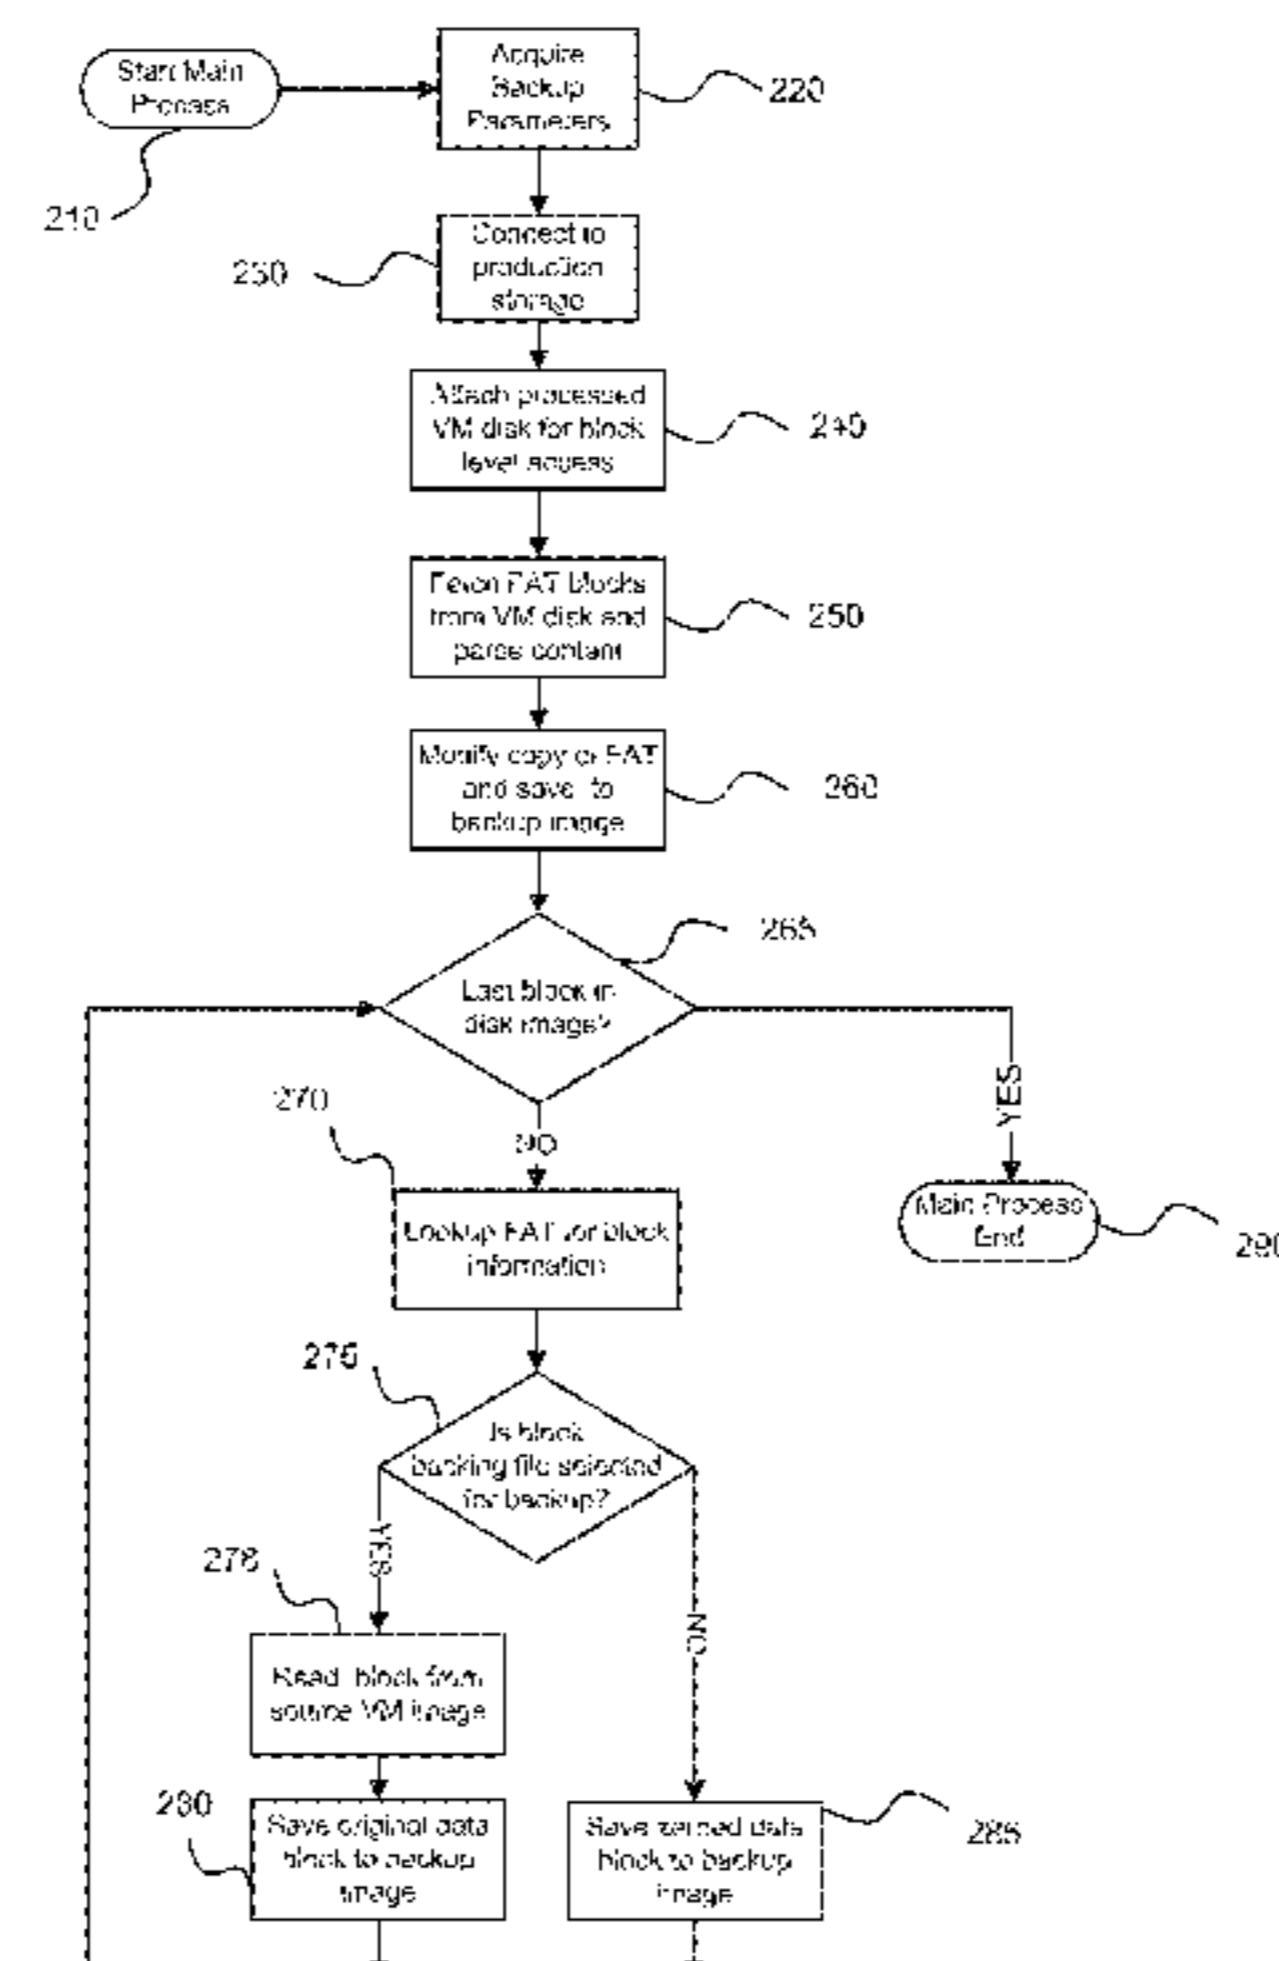 Start Main
Process
210
Acquire
Backup
Parameters
220
Connect to
production
storage
230
Attach processed
VM disk for block
level access
240
Fetch FAT blocks
from VM disk and
parse content
250
Modify copy of FAT
and save to
backup image
260
Last block in
disk image?
265
YES
NO
270
Lookup FAT for block
information
Main Process
End
290
275
Is block
backing file selected
for backup?
YES
NO
278
Read block from
source VM image
280
Save original data
block to backup
image
Save zeroed data
block to backup
image
285